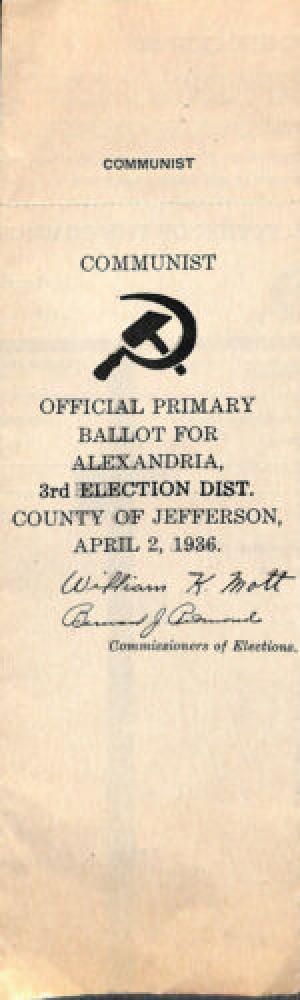 COMMUNIST
COMMUNIST
OFFICIAL PRIMARY
BALLOT FOR
ALEXANDRIA,
3rd ELECTION DIST.
COUNTY OF JEFFERSON,
APRIL 2, 1936.
William K Mott
J
Commissioners of Elections.